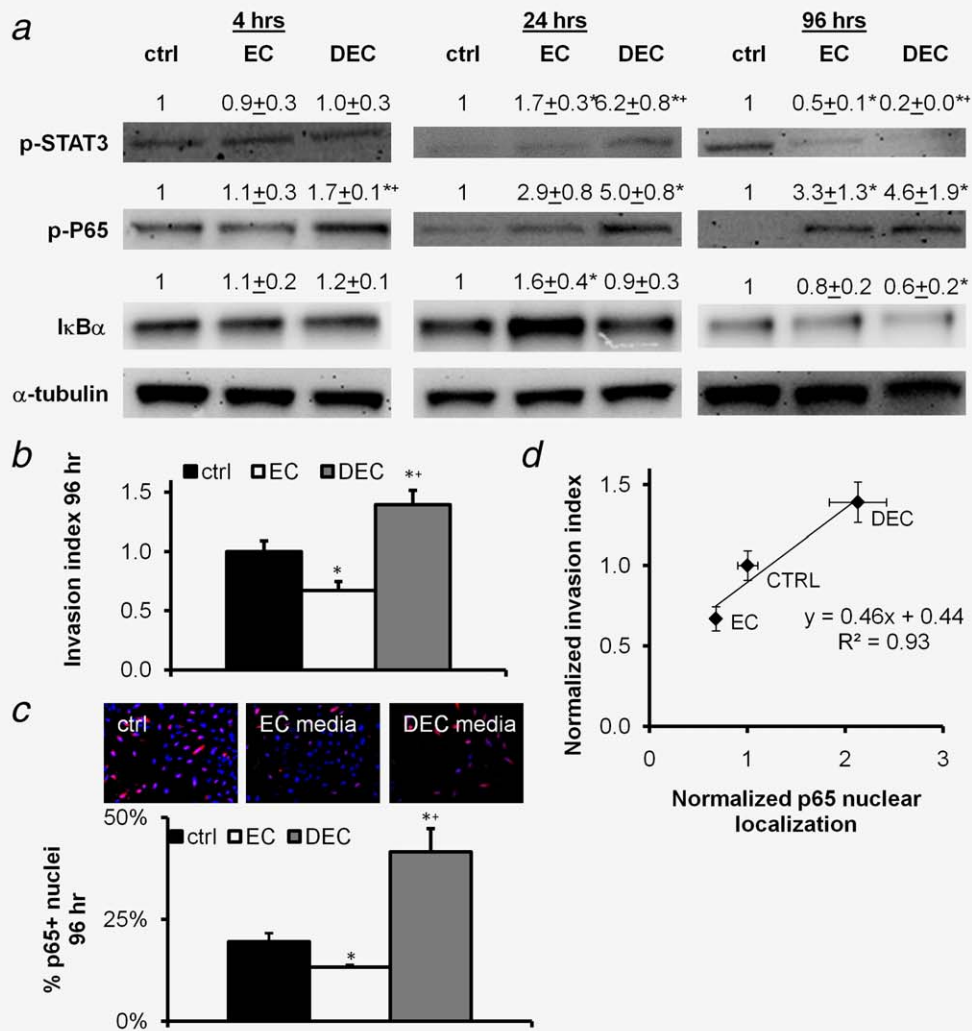 a
4 hrs 24 hrs 96 hrs
ctrl EC DEC ctrl EC DEC ctrl EC DEC
1 0.9±0.3 1.0±0.3 1 1.7±0.3* 6.2±0.8*⁺ 1 0.5±0.1* 0.2±0.0*⁺
p-STAT3
1 1.1±0.3 1.7±0.1*⁺ 1 2.9±0.8 5.0±0.8* 1 3.3±1.3* 4.6±1.9*
p-P65
1 1.1±0.2 1.2±0.1 1 1.6±0.4* 0.9±0.3 1 0.8±0.2 0.6±0.2*
IκBα
α-tubulin
b
Invasion index 96 hr
ctrl EC DEC
1.5
1.0
0.5
0.0
*
*⁺
c
ctrl
EC media
DEC media
% p65+ nuclei
96 hr
50%
25%
0%
ctrl EC DEC
*
*⁺
d
Normalized invasion index
1.5
1.0
0.5
0.0
DEC
CTRL
EC
y = 0.46x + 0.44
R² = 0.93
0 1 2 3
Normalized p65 nuclear
localization